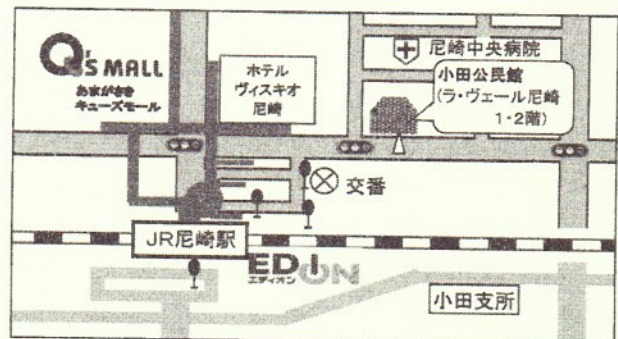 Q's MALL
あまがさき
キューズモール
ホテル
ヴィスキオ
尼崎
尼崎中央病院
小田公民館
(ラ・ヴェール尼崎
1・2階)
交番
JR尼崎駅
EDION
エディオン
小田支所